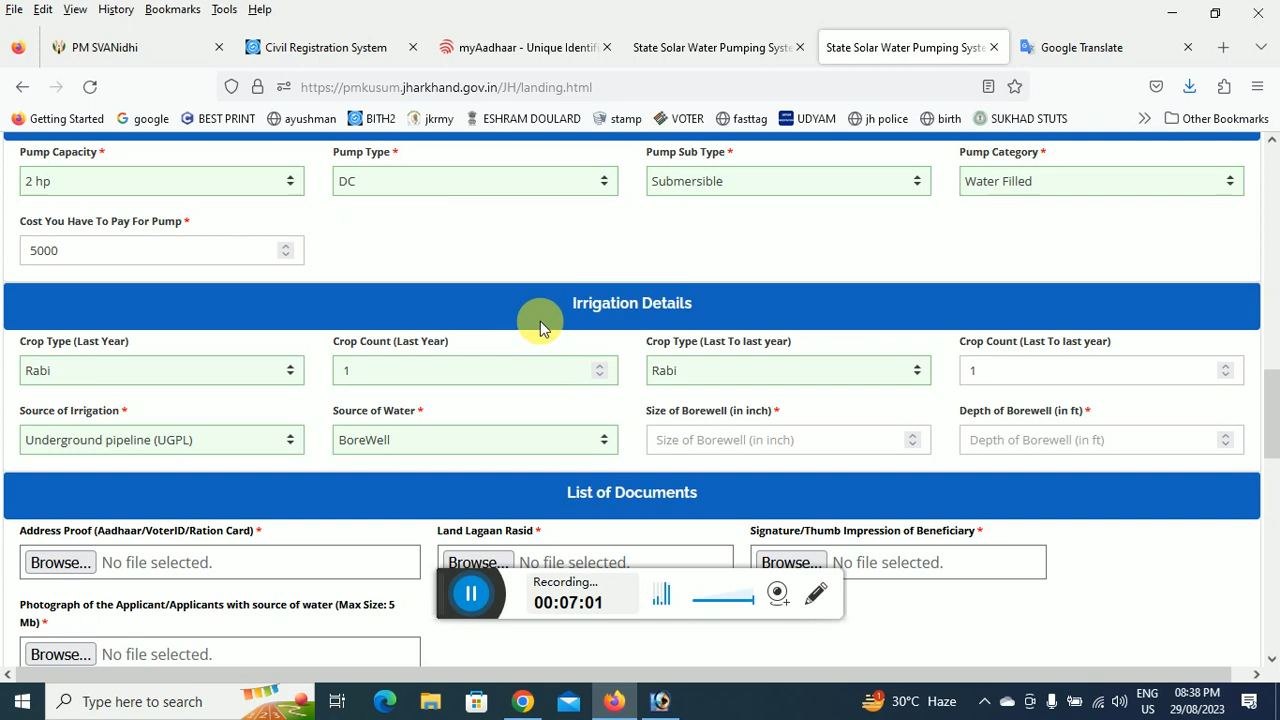 File Edit View History Bookmarks Tools Help
PM SVANidhi
Civil Registration System
myAadhaar - Unique Identif
State Solar Water Pumping Syst
State Solar Water Pumping Syste
Google Translate
https://pmkusum.jharkhand.gov.in/JH/landing.html
Getting Started google BEST PRINT ayushman BITH2 jkrmy ESHRAM DOULARD stamp VOTER fasttag UDYAM jh police birth SUKHAD STUTS Other Bookmarks
Pump Capacity * Pump Type * Pump Sub Type * Pump Category *
2 hp DC Submersible Water Filled
Cost You Have To Pay For Pump *
5000
Irrigation Details
Crop Type (Last Year) Crop Count (Last Year) Crop Type (Last To last year) Crop Count (Last To last year)
Rabi 1 Rabi 1
Source of Irrigation * Source of Water * Size of Borewell (in inch) * Depth of Borewell (in ft) *
Underground pipeline (UGPL) BoreWell Size of Borewell (in inch) Depth of Borewell (in ft)
List of Documents
Address Proof (Aadhaar/VoterID/Ration Card) * Land Lagaan Rasid * Signature/Thumb Impression of Beneficiary *
Browse... No file selected. Browse... No file selected. Browse... No file selected.
Recording...
00:07:01
Photograph of the Applicant/Applicants with source of water (Max Size: 5
Mb) *
Browse... No file selected.
Type here to search
30°C Haze
ENG
US
08:38 PM
29/08/2023